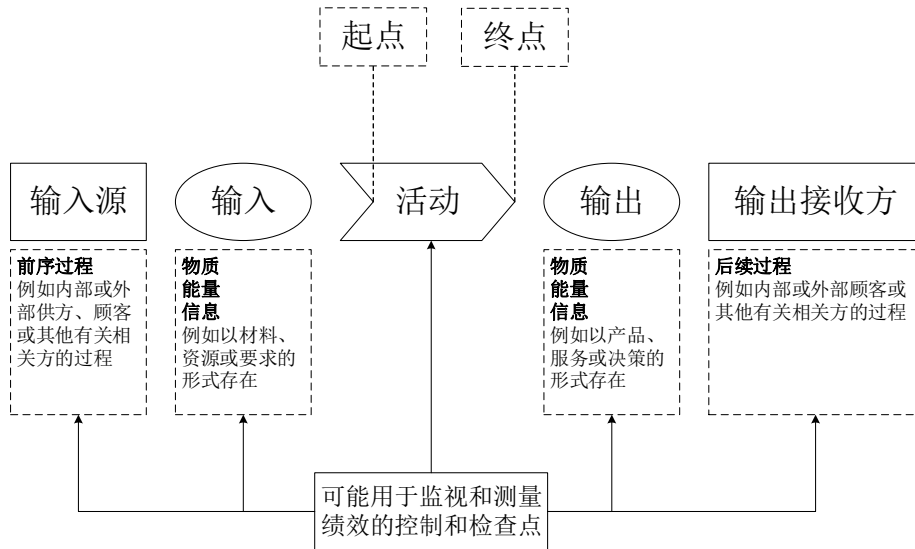 起点
终点
输入源
输入
活动
输出
输出接收方
前序过程
例如内部或外
部供方、顾客
或其他有关相
关方的过程
物质
能量
信息
例如以材料、
资源或要求的
形式存在
物质
能量
信息
例如以产品、
服务或决策的
形式存在
后续过程
例如内部或外部顾客或
其他有关相关方的过程
可能用于监视和测量
绩效的控制和检查点